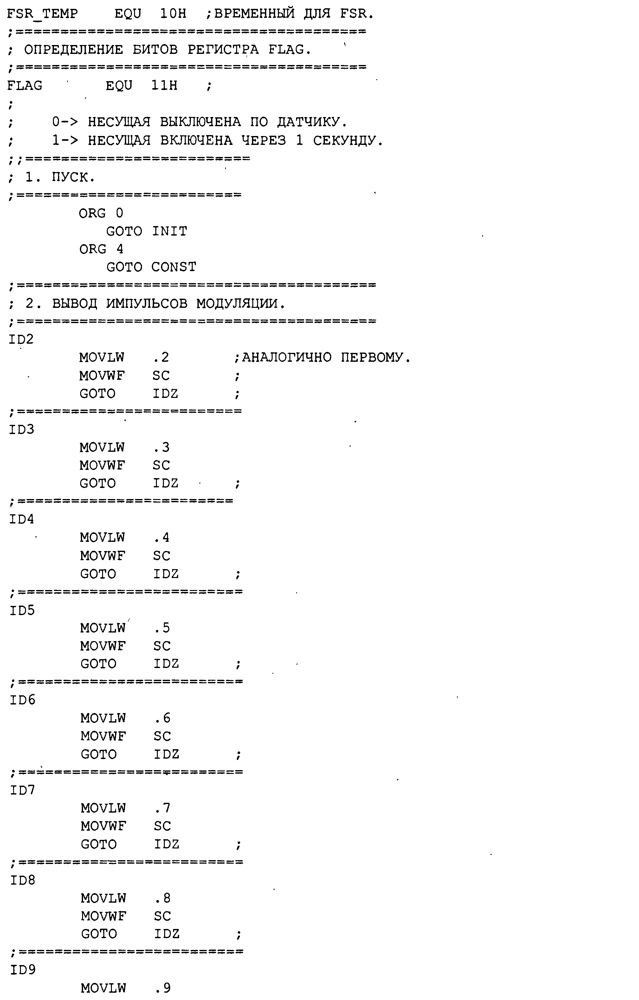 FSR_TEMP    EQU  10H  ;ВРЕМЕННЫЙ ДЛЯ FSR.
;=======================================
; ОПРЕДЕЛЕНИЕ БИТОВ РЕГИСТРА FLAG.
;=======================================
FLAG       EQU  11H   ;
;
;    0-> НЕСУЩАЯ ВЫКЛЮЧЕНА ПО ДАТЧИКУ.
;    1-> НЕСУЩАЯ ВКЛЮЧЕНА ЧЕРЕЗ 1 СЕКУНДУ.
;;=========================
; 1. ПУСК.
;=========================
        ORG 0
           GOTO INIT
        ORG 4
           GOTO CONST
;========================================
; 2. ВЫВОД ИМПУЛЬСОВ МОДУЛЯЦИИ.
;========================================
ID2
        MOVLW   .2       ;АНАЛОГИЧНО ПЕРВОМУ.
        MOVWF   SC       ;
        GOTO    IDZ      ;
;=========================
ID3
        MOVLW   .3
        MOVWF   SC
        GOTO    IDZ      ;
;========================
ID4
        MOVLW   .4
        MOVWF   SC
        GOTO    IDZ      ;
;=========================
ID5
        MOVLW   .5
        MOVWF   SC
        GOTO    IDZ      ;
;=========================
ID6
        MOVLW   .6
        MOVWF   SC
        GOTO    IDZ      ;
;=========================
ID7
        MOVLW   .7
        MOVWF   SC
        GOTO    IDZ      ;
;=========================
ID8
        MOVLW   .8
        MOVWF   SC
        GOTO    IDZ      ;
;=========================
ID9
        MOVLW   .9